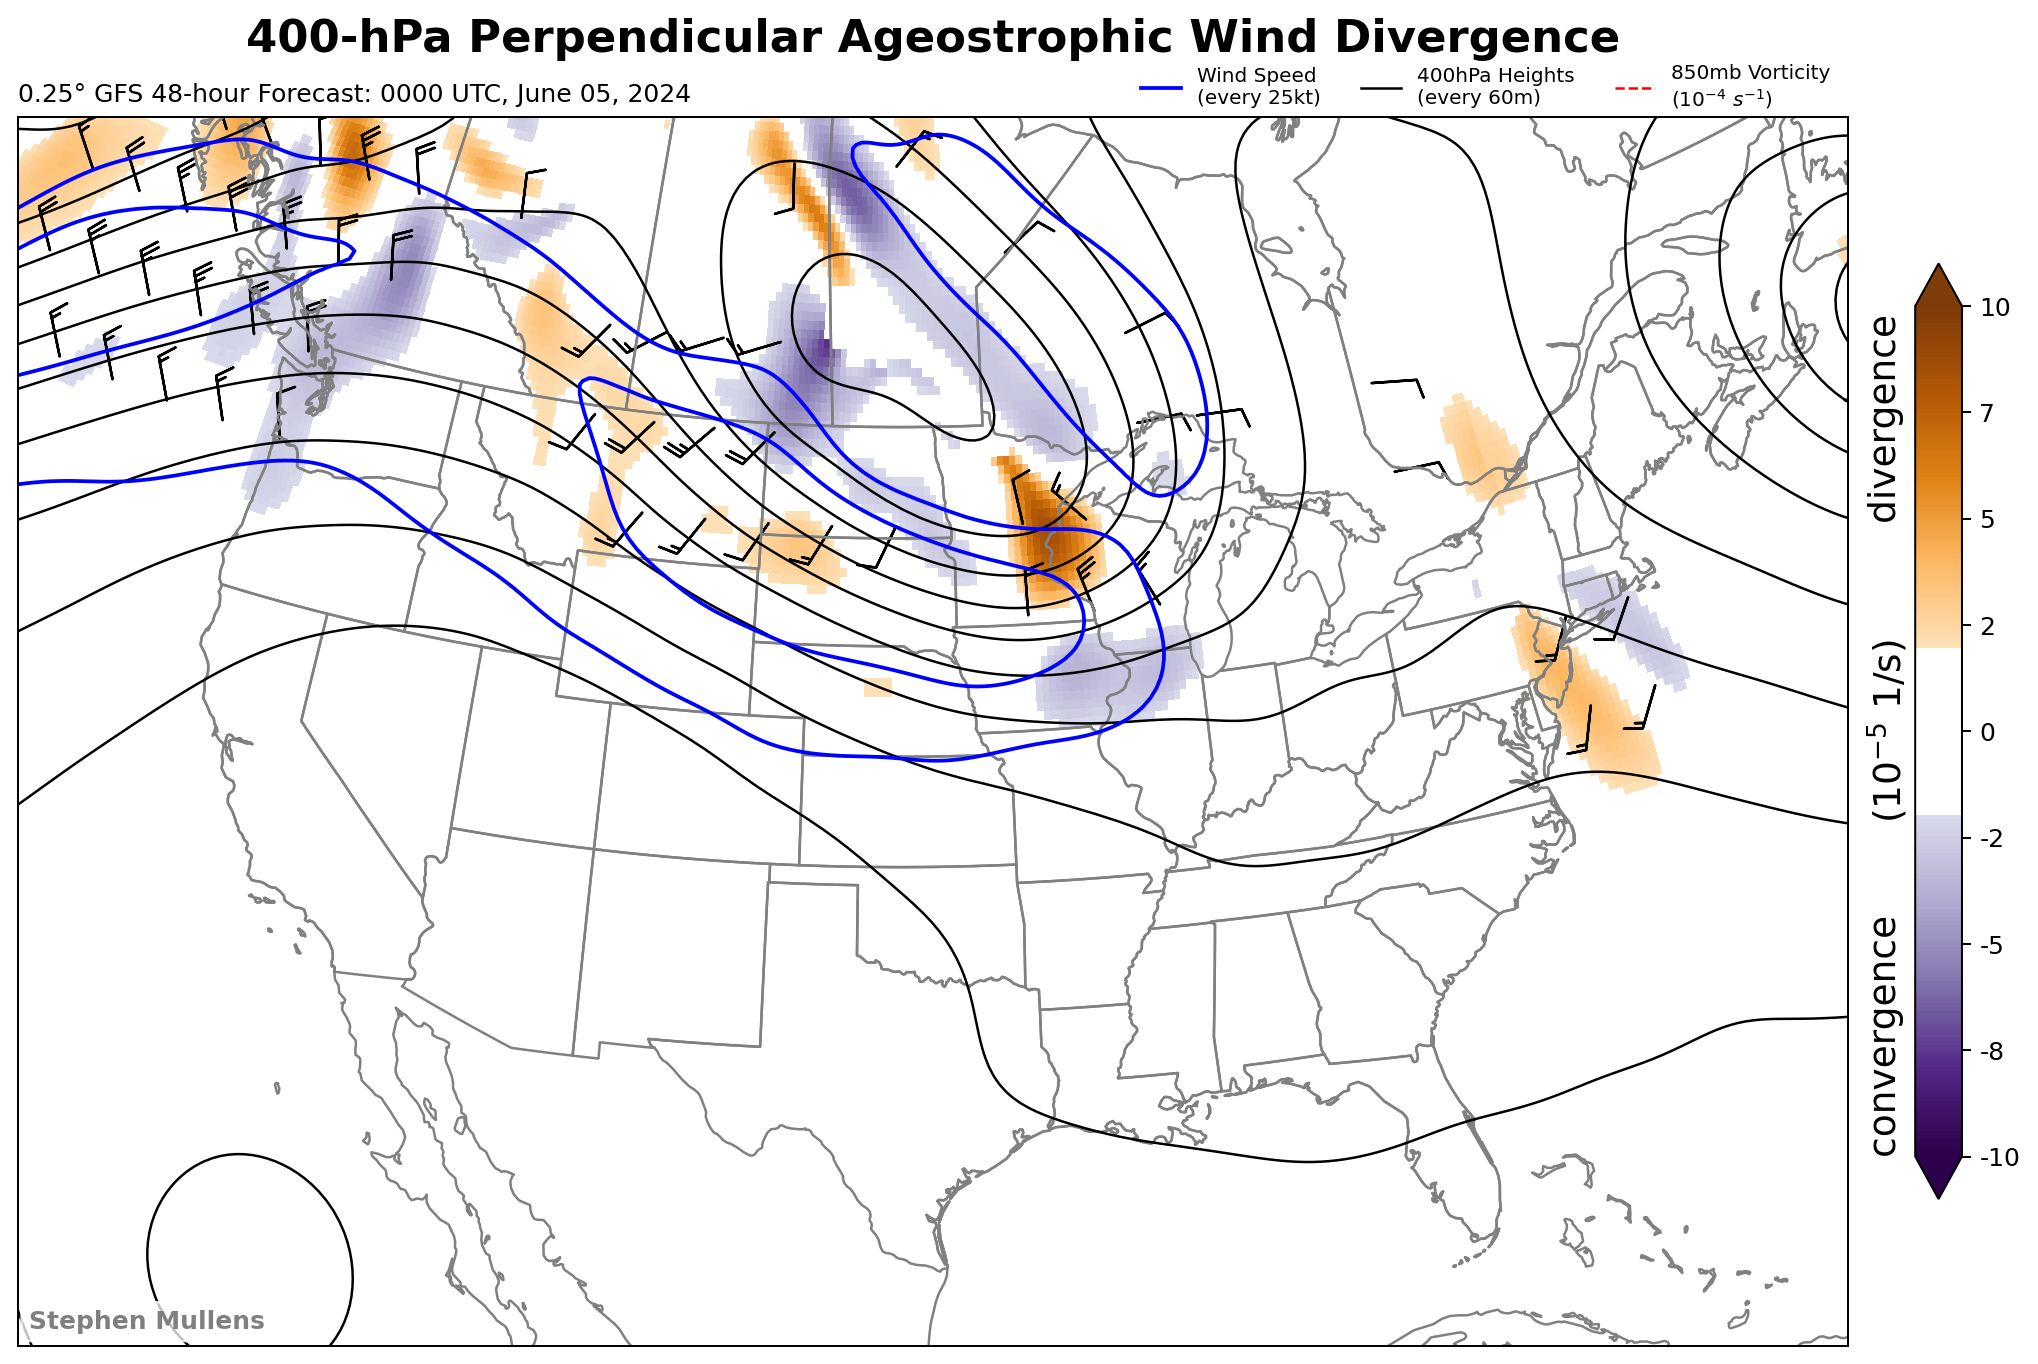 400-hPa Perpendicular Ageostrophic Wind Divergence
0.25° GFS 48-hour Forecast: 0000 UTC, June 05, 2024
Wind Speed
(every 25kt)
400hPa Heights
(every 60m)
850mb Vorticity
(10⁻⁴ s⁻¹)
10
7
5
2
0
-2
-5
-8
-10
convergence (10⁻⁵ 1/s) divergence
Stephen Mullens